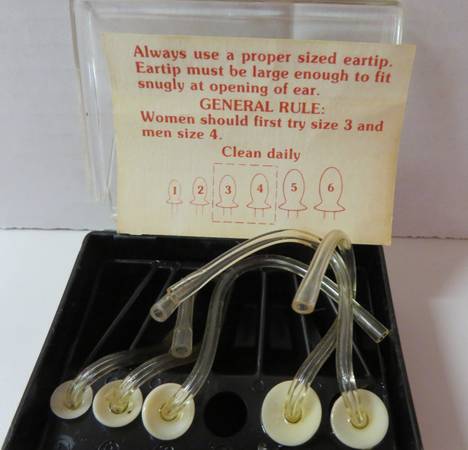 Always use a proper sized eartip.
Eartip must be large enough to fit
snugly at opening of ear.
GENERAL RULE:
Women should first try size 3 and
men size 4.
Clean daily
1 2 3 4 5 6